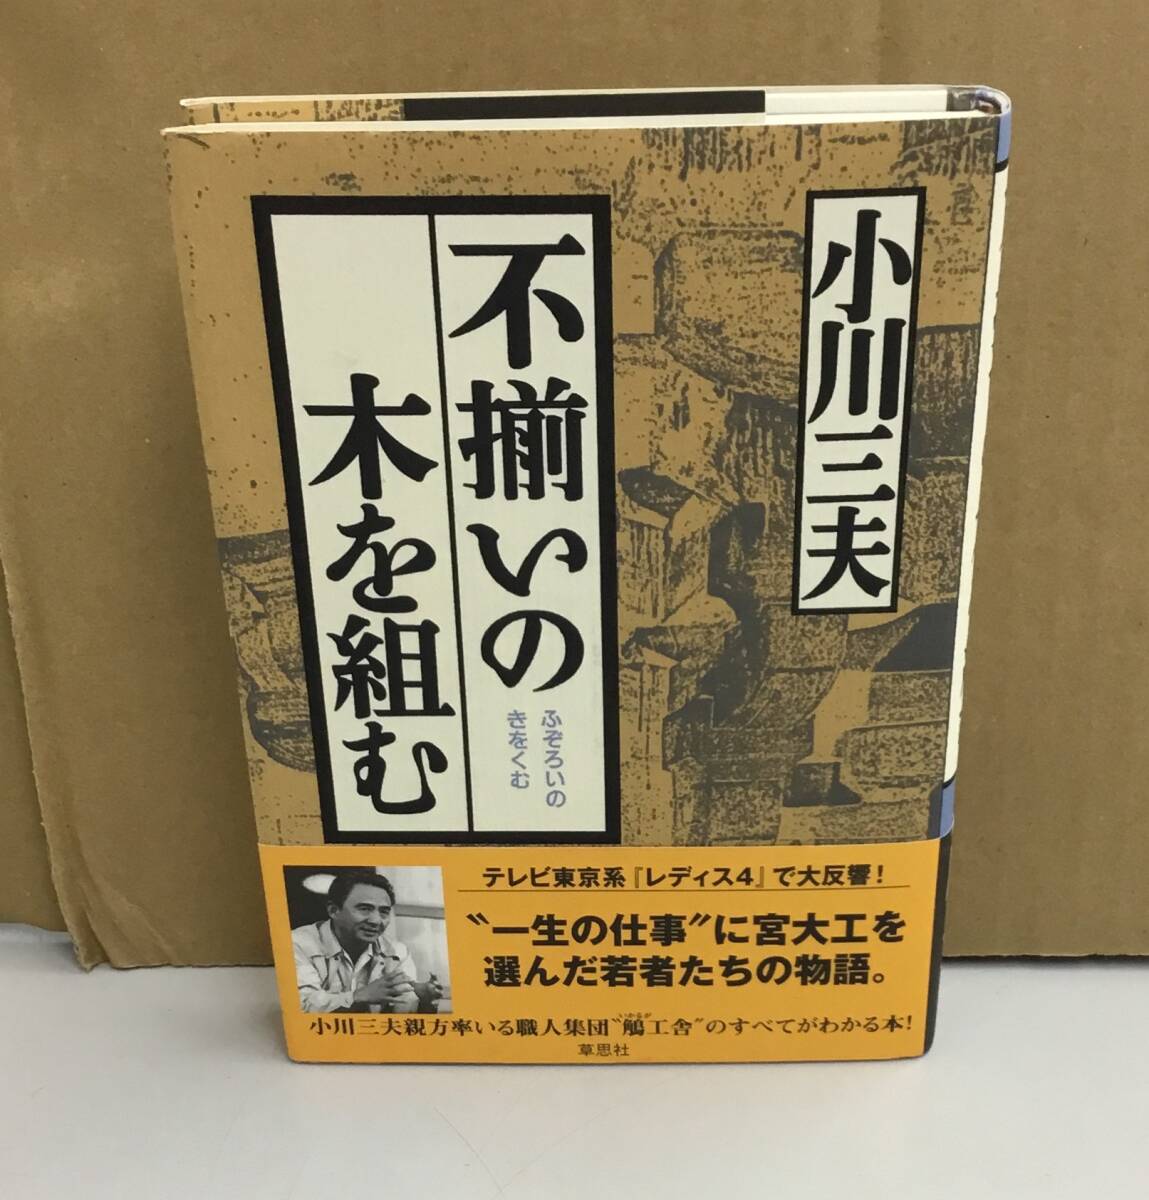 小川三夫
不揃いの
木を組む
ふぞろいの
きをくむ
テレビ東京系『レディス4』で大反響!
〝一生の仕事〟に宮大工を
選んだ若者たちの物語。
いかるが
小川三夫親方率いる職人集団〝鵤工舎〟のすべてがわかる本!
草思社